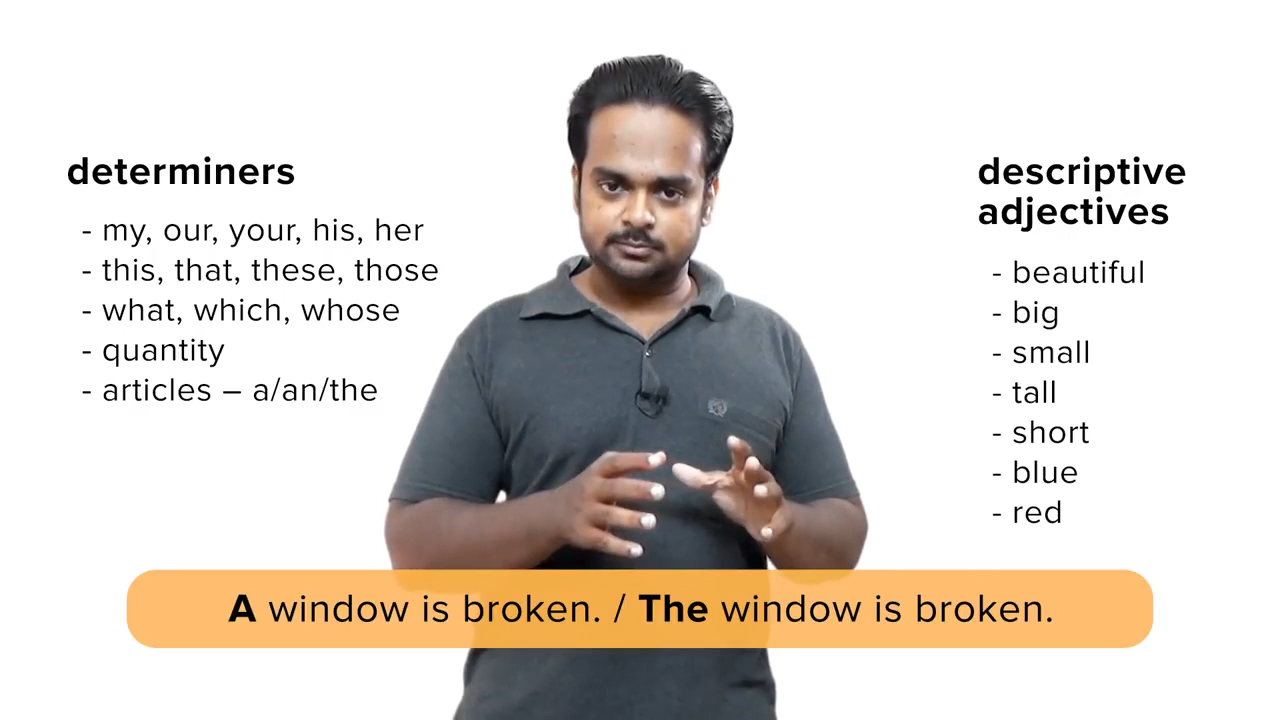 determiners
- my, our, your, his, her
- this, that, these, those
- what, which, whose
- quantity
- articles – a/an/the
descriptive
adjectives
- beautiful
- big
- small
- tall
- short
- blue
- red
A window is broken. / The window is broken.